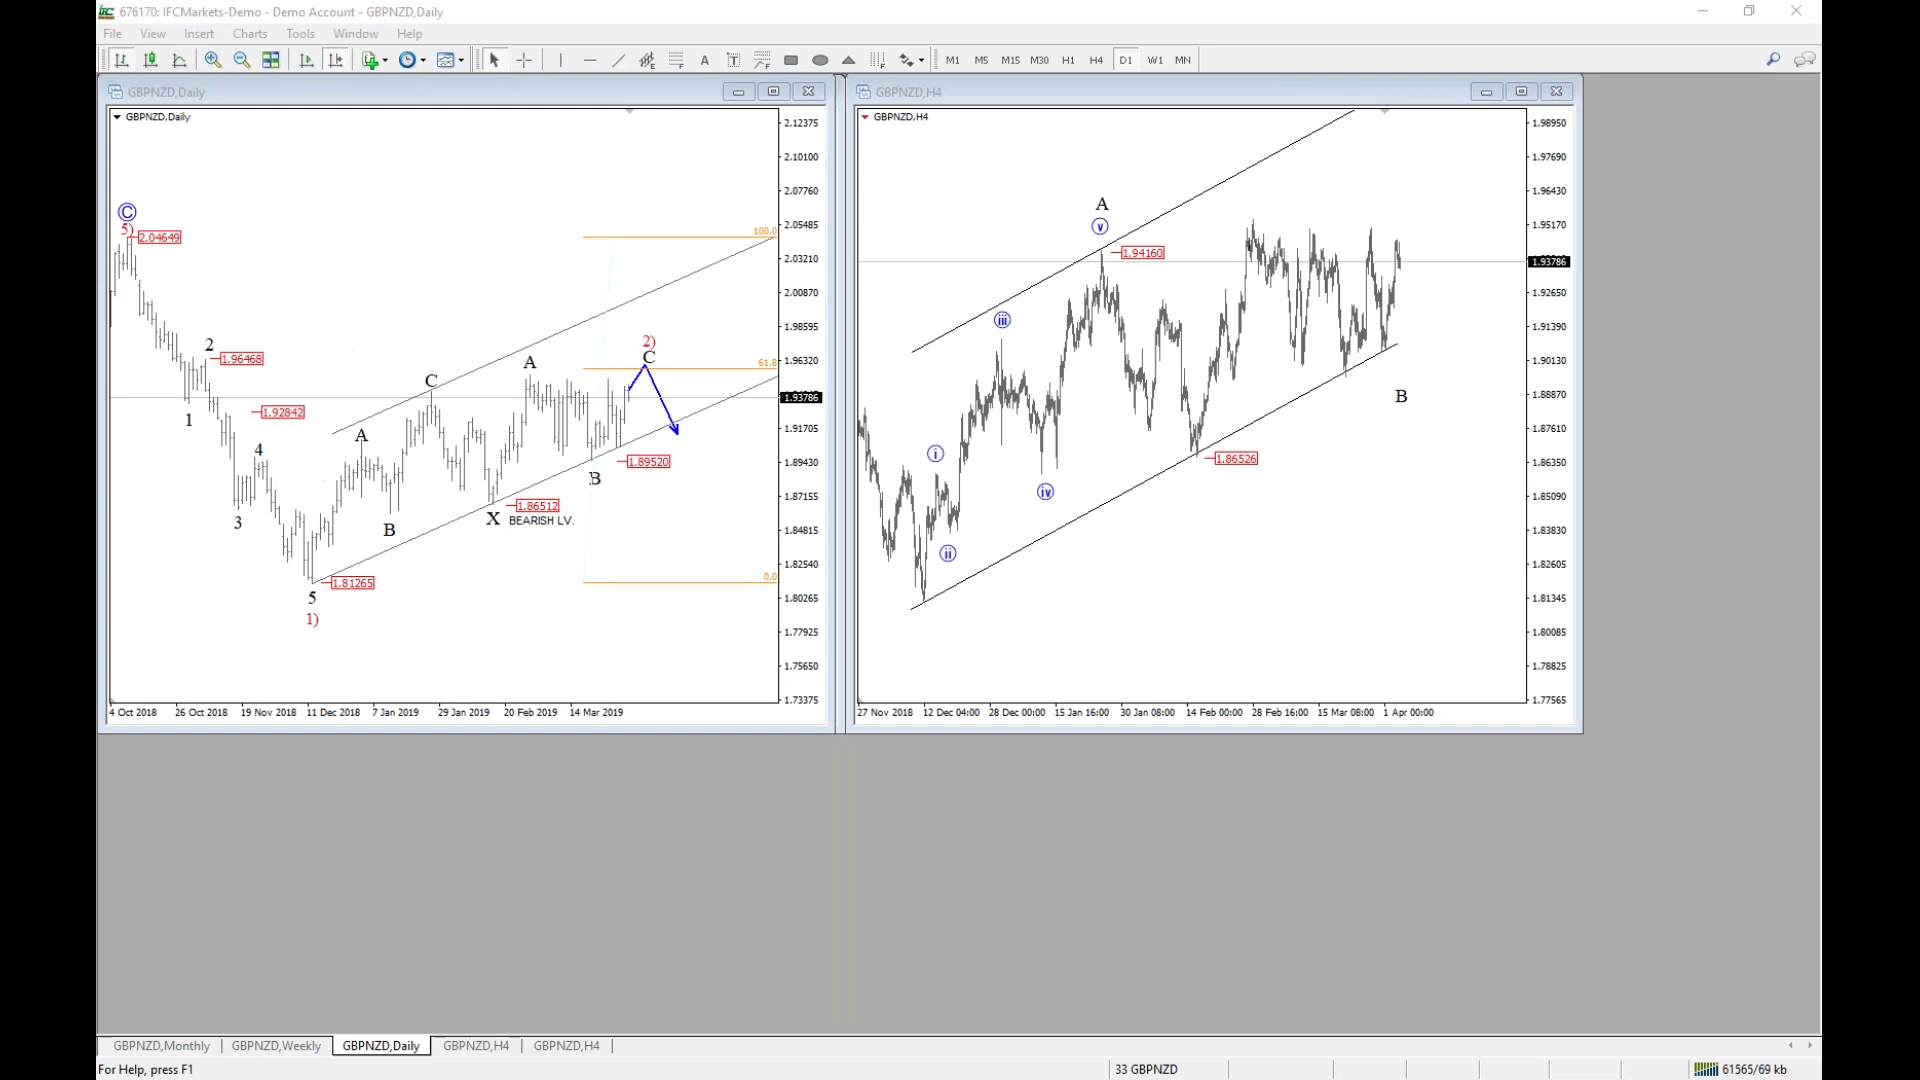 676170: IFCMarkets-Demo - Demo Account - GBPNZD,Daily
File View Insert Charts Tools Window Help
A T M1 M5 M15 M30 H1 H4 D1 W1 MN
GBPNZD,Daily
GBPNZD,Daily
2.12375
2.10100
2.07760
2.05485
2.03210
2.00870
1.98595
1.96320
1.93786
1.91705
1.89430
1.87155
1.84815
1.82540
1.80265
1.77925
1.75650
1.73375
C
5)
2.04649
2
1.96468
1
1.92842
4
3
5
1)
1.81265
A
B
C
X
1.86512
BEARISH LV.
A
B
1.89520
2)
C
100.0
61.8
0.0
4 Oct 2018 26 Oct 2018 19 Nov 2018 11 Dec 2018 7 Jan 2019 29 Jan 2019 20 Feb 2019 14 Mar 2019
GBPNZD,H4
GBPNZD,H4
1.98950
1.97690
1.96430
1.95170
1.93786
1.92650
1.91390
1.90130
1.88870
1.87610
1.86350
1.85090
1.83830
1.82605
1.81345
1.80085
1.78825
1.77565
A
v
1.94160
iii
i
iv
ii
1.86526
B
27 Nov 2018 12 Dec 04:00 28 Dec 00:00 15 Jan 16:00 30 Jan 08:00 14 Feb 00:00 28 Feb 16:00 15 Mar 08:00 1 Apr 00:00
GBPNZD,Monthly GBPNZD,Weekly GBPNZD,Daily GBPNZD,H4 GBPNZD,H4
For Help, press F1 33 GBPNZD 61565/69 kb